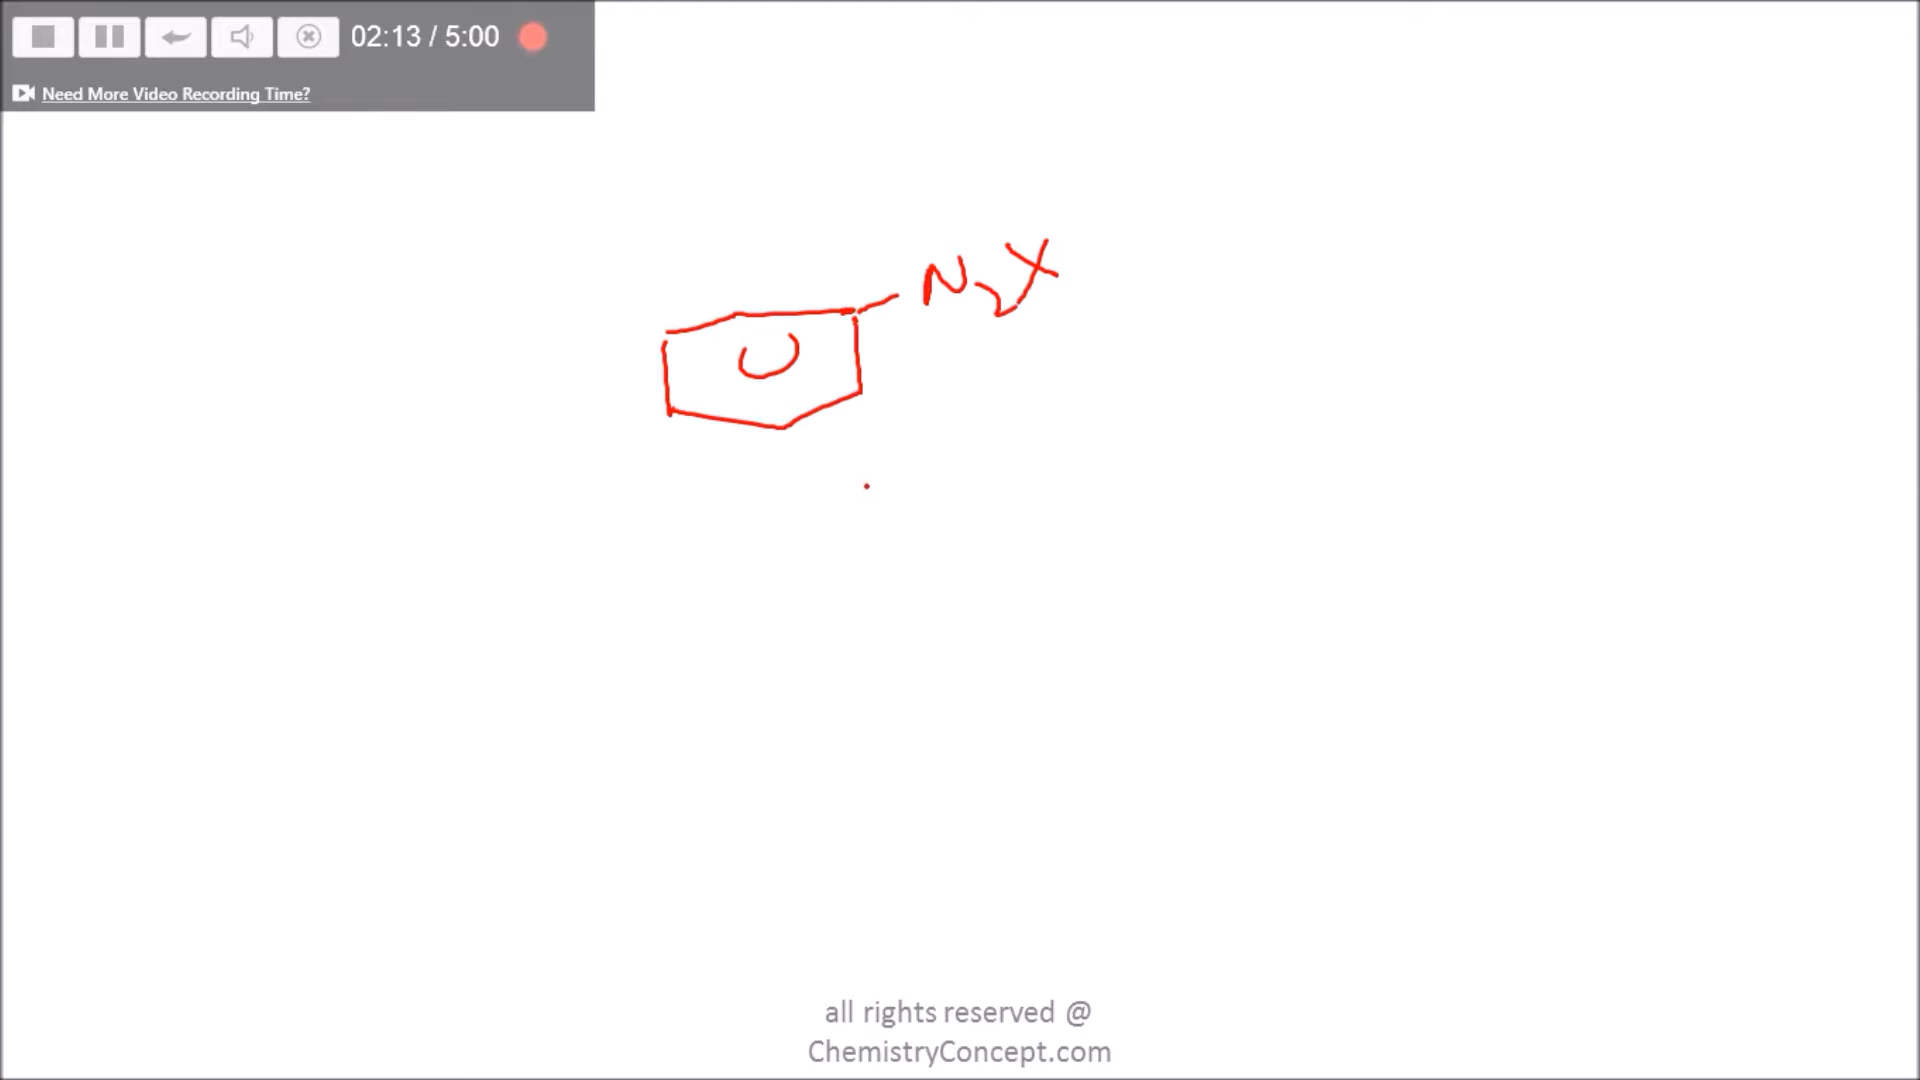 02:13 / 5:00
Need More Video Recording Time?
N2X
all rights reserved @
ChemistryConcept.com